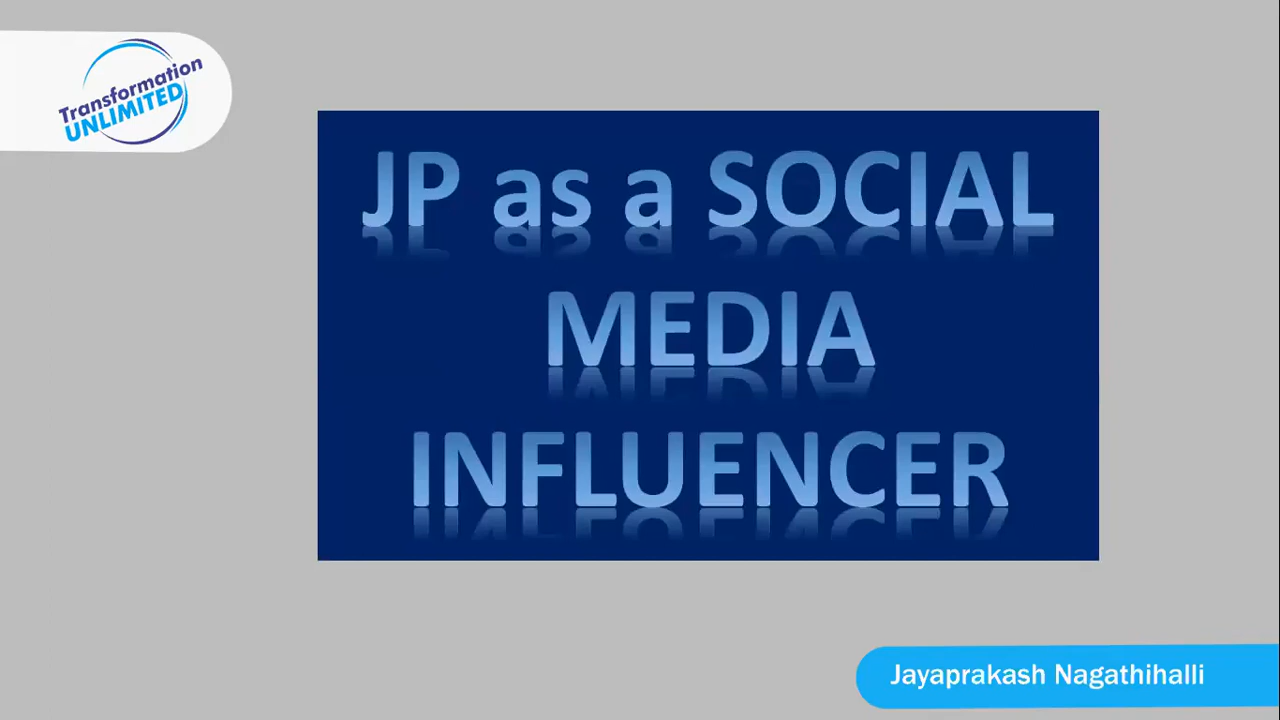 Transformation
UNLIMITED
JP as a SOCIAL
MEDIA
INFLUENCER
Jayaprakash Nagathihalli